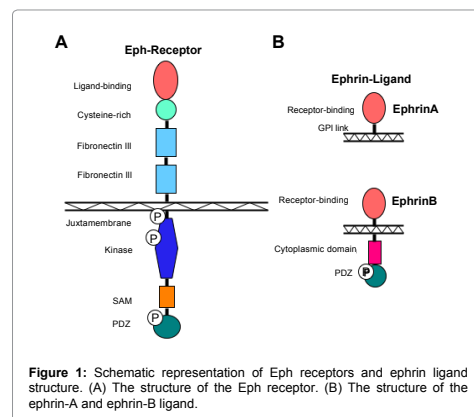 A
Eph-Receptor
Ligand-binding
Cysteine-rich
Fibronectin III
Fibronectin III
Juxtamembrane
P
P
Kinase
SAM
P
PDZ
B
Ephrin-Ligand
Receptor-binding
EphrinA
GPI link
Receptor-binding
EphrinB
Cytoplasmic domain
PDZ
P
Figure 1: Schematic representation of Eph receptors and ephrin ligand
structure. (A) The structure of the Eph receptor. (B) The structure of the
ephrin-A and ephrin-B ligand.